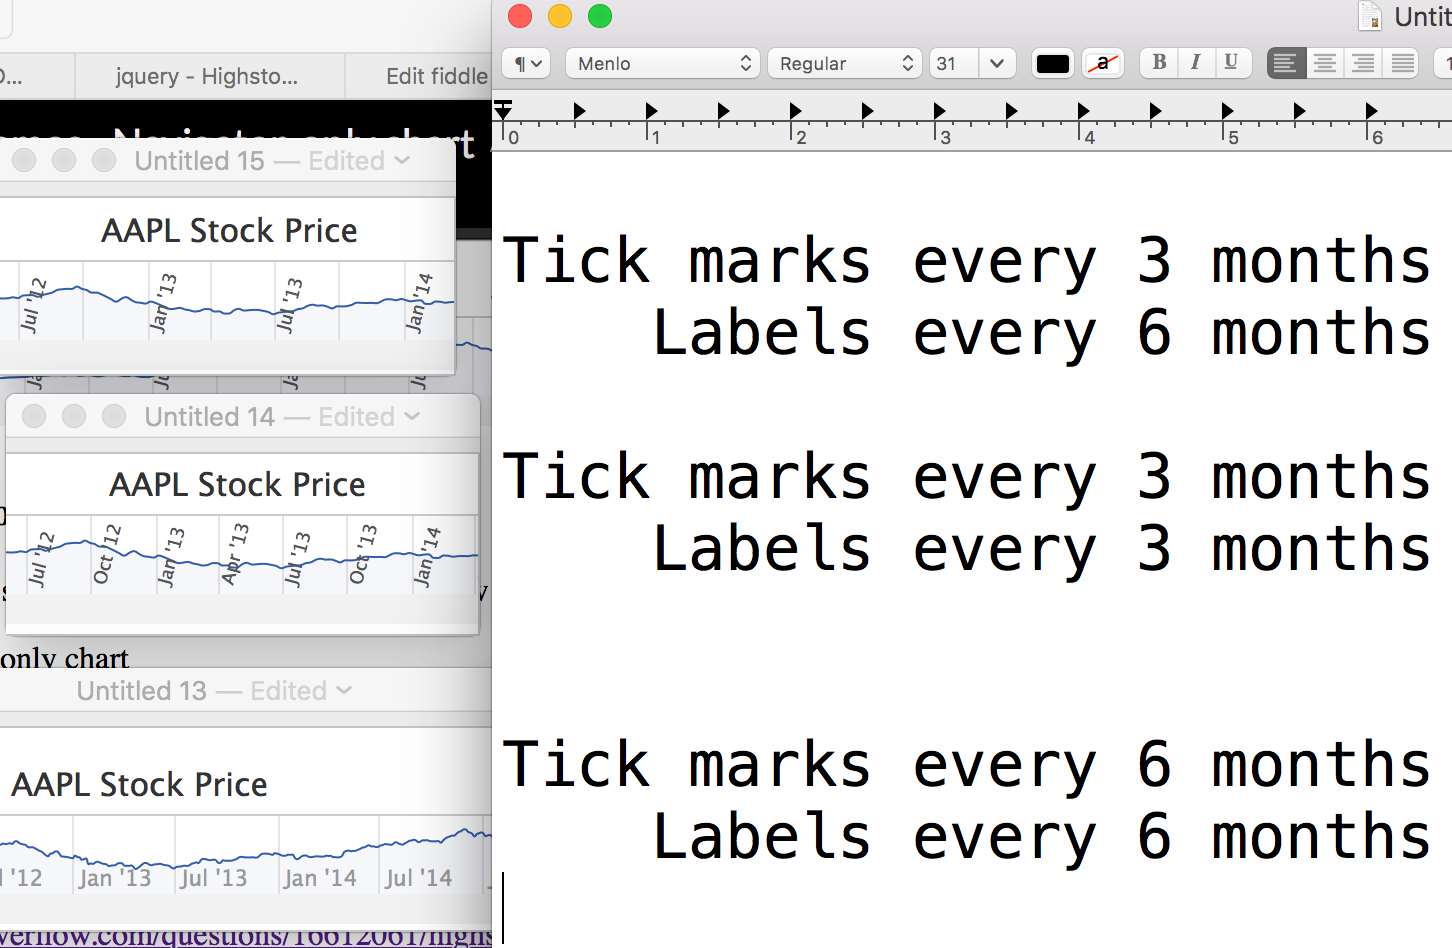 jquery - Highsto...
Edit fiddle
Navigator only chart
Untitled 15 — Edited
AAPL Stock Price
Jul '12
Jan '13
Jul '13
Jan '14
Untitled 14 — Edited
AAPL Stock Price
Jul '12
Oct '12
Jan '13
Apr '13
Jul '13
Oct '13
Jan '14
only chart
Untitled 13 — Edited
AAPL Stock Price
'12 Jan '13 Jul '13 Jan '14 Jul '14
verflow.com/questions/16612061/highs
Menlo Regular 31 a B I U
0 1 2 3 4 5 6
Tick marks every 3 months
Labels every 6 months
Tick marks every 3 months
Labels every 3 months
Tick marks every 6 months
Labels every 6 months